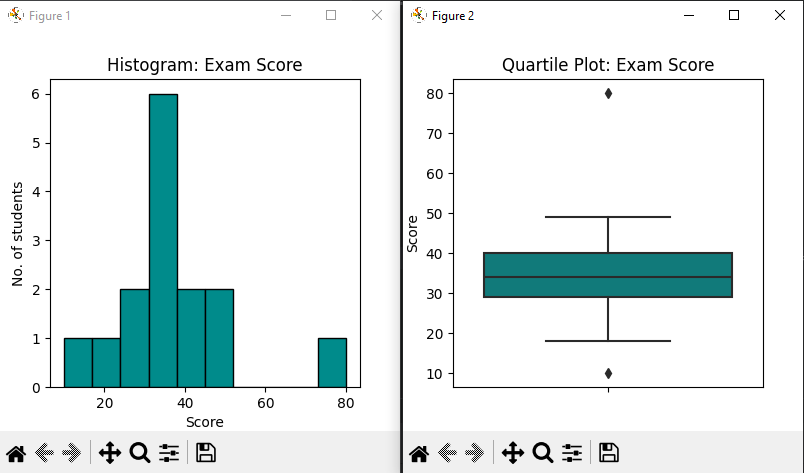 Figure 1
Histogram: Exam Score
6
5
4
3
2
1
0
No. of students
20 40 60 80
Score
Figure 2
Quartile Plot: Exam Score
80
70
60
50
40
30
20
10
Score